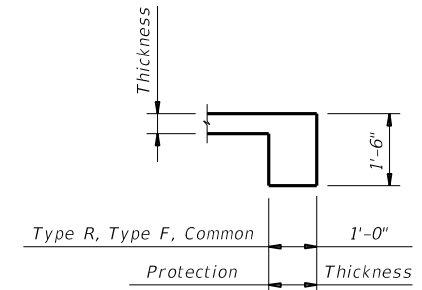 Thickness
1'-6"
Type R, Type F, Common 1'-0"
Protection Thickness